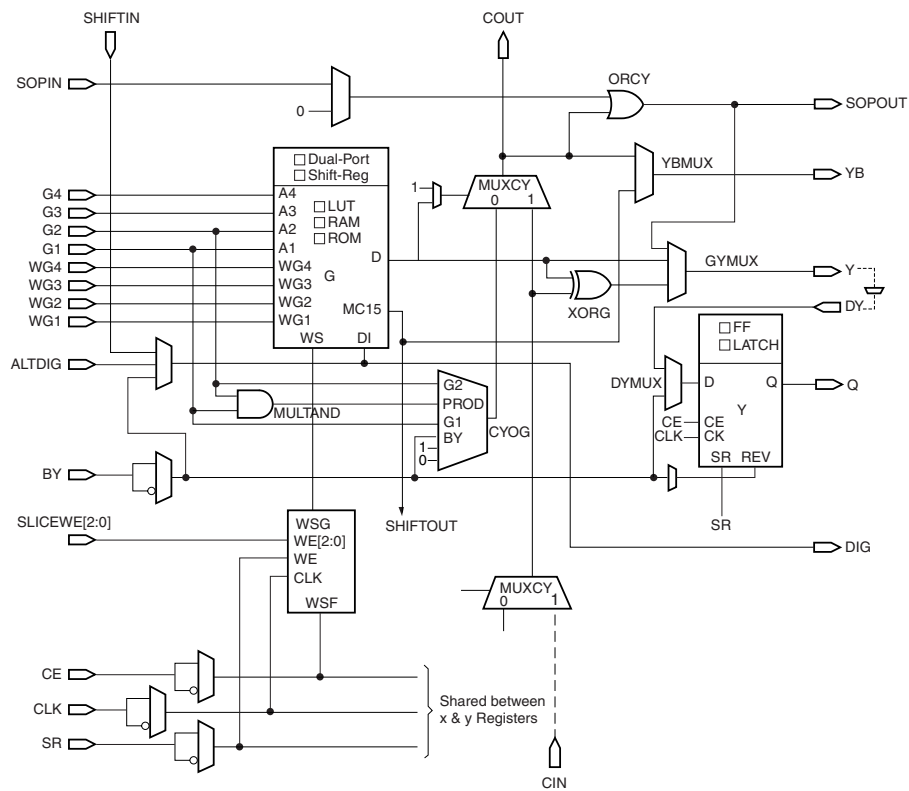 SHIFTIN
COUT
SOPIN
ORCY
0
SOPOUT
Dual-Port
Shift-Reg
YBMUX
YB
1
MUXCY
0 1
G4
A4
G3
A3
LUT
G2
A2
RAM
G1
A1
ROM
D
WG4
WG4
G
GYMUX
Y
WG3
WG3
WG2
WG2
MC15
XORG
DY
WG1
WG1
WS
DI
FF
LATCH
ALTDIG
DYMUX
D
Q
Q
G2
PROD
MULTAND
G1
CYOG
Y
BY
CE
CE
CLK
CK
1
0
SR REV
BY
SHIFTOUT
SR
SLICEWE[2:0]
WSG
WE[2:0]
WE
CLK
WSF
DIG
MUXCY
0 1
CE
CLK
SR
Shared between
x & y Registers
CIN